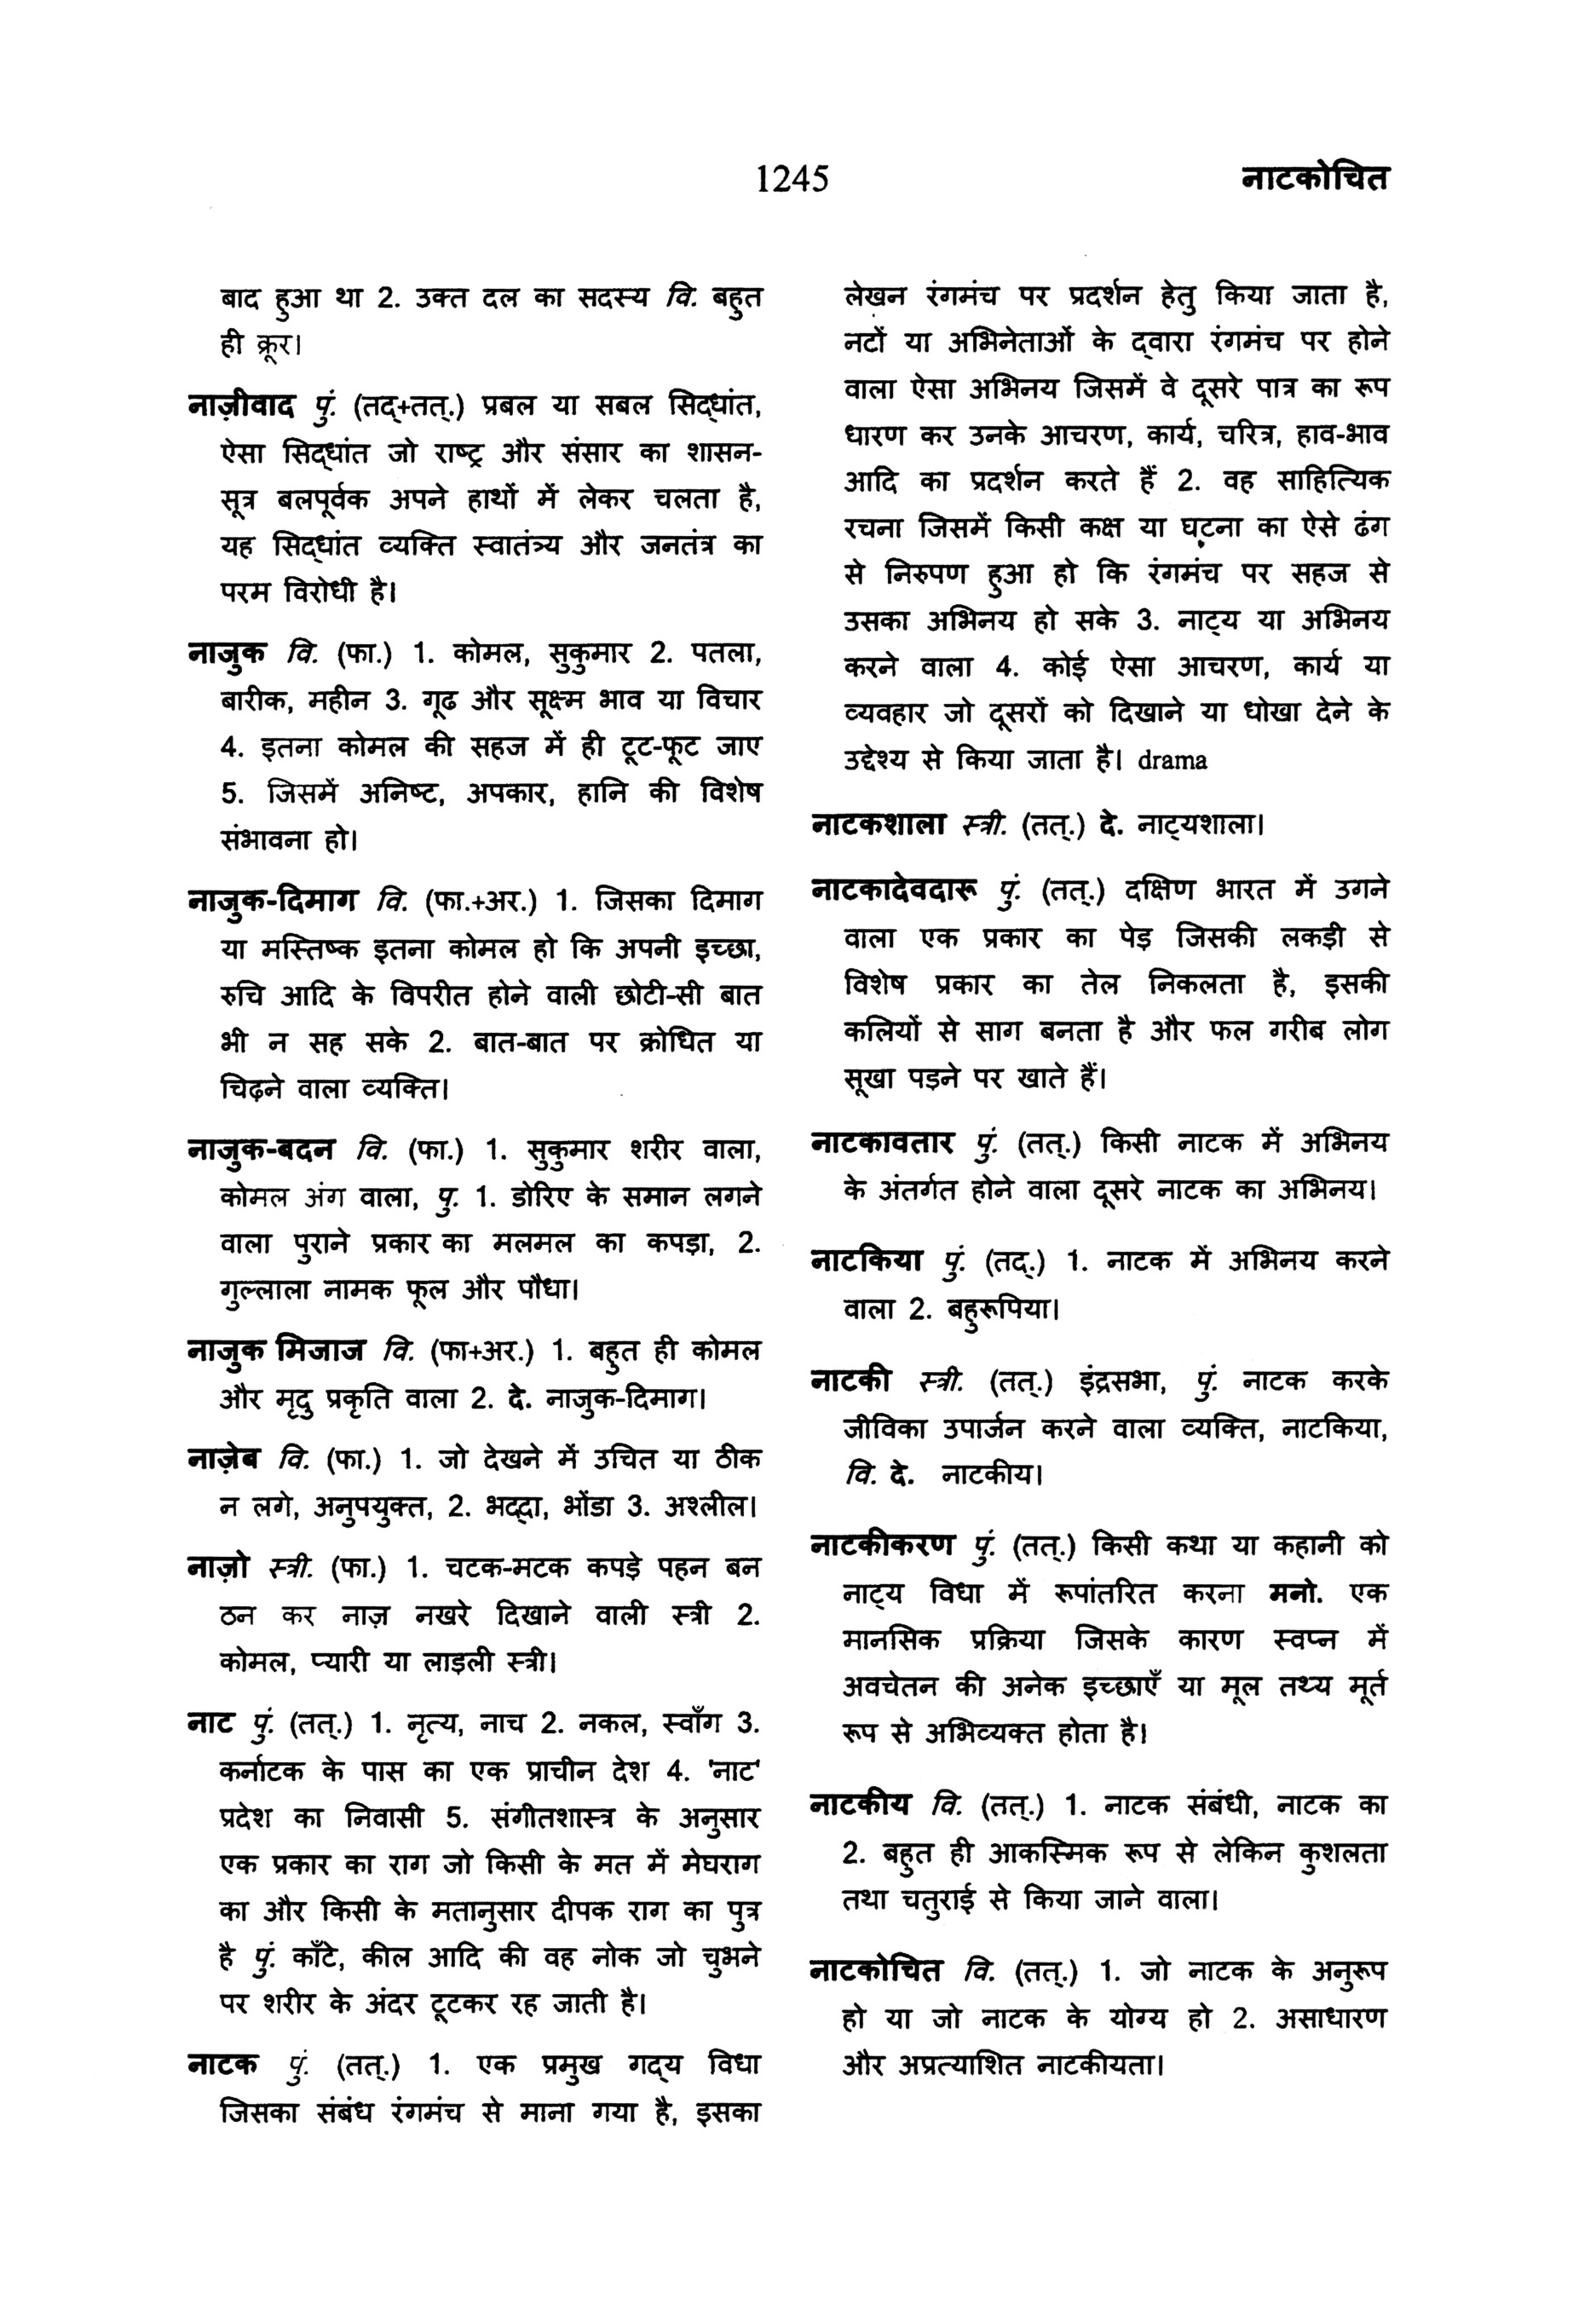 1245
नाटकोचित
बाद हुआ था 2. उक्त दल का सदस्य वि. बहुत
ही क्रूर।
नाज़ीवाद पुं. (तद्+तत्.) प्रबल या सबल सिद्धांत,
ऐसा सिद्धांत जो राष्ट्र और संसार का शासन-
सूत्र बलपूर्वक अपने हाथों में लेकर चलता है,
यह सिद्धांत व्यक्ति स्वातंत्र्य और जनतंत्र का
परम विरोधी है।
नाजुक वि. (फा.) 1. कोमल, सुकुमार 2. पतला,
बारीक, महीन 3. गूढ और सूक्ष्म भाव या विचार
4. इतना कोमल की सहज में ही टूट-फूट जाए
5. जिसमें अनिष्ट, अपकार, हानि की विशेष
संभावना हो।
नाजुक-दिमाग वि. (फा.+अर.) 1. जिसका दिमाग
या मस्तिष्क इतना कोमल हो कि अपनी इच्छा,
रुचि आदि के विपरीत होने वाली छोटी-सी बात
भी न सह सके 2. बात-बात पर क्रोधित या
चिढ़ने वाला व्यक्ति।
नाजुक-बदन वि. (फा.) 1. सुकुमार शरीर वाला,
कोमल अंग वाला, पु. 1. डोरिए के समान लगने
वाला पुराने प्रकार का मलमल का कपड़ा, 2.
गुल्लाला नामक फूल और पौधा।
नाजुक मिजाज वि. (फा+अर.) 1. बहुत ही कोमल
और मृदु प्रकृति वाला 2. दे. नाजुक-दिमाग।
नाज़ेब वि. (फा.) 1. जो देखने में उचित या ठीक
न लगे, अनुपयुक्त, 2. भद्दा, भोंडा 3. अश्लील।
नाज़ो स्त्री. (फा.) 1. चटक-मटक कपड़े पहन बन
ठन कर नाज़ नखरे दिखाने वाली स्त्री 2.
कोमल, प्यारी या लाड़ली स्त्री।
नाट पुं. (तत्.) 1. नृत्य, नाच 2. नकल, स्वाँग 3.
कर्नाटक के पास का एक प्राचीन देश 4. 'नाट'
प्रदेश का निवासी 5. संगीतशास्त्र के अनुसार
एक प्रकार का राग जो किसी के मत में मेघराग
का और किसी के मतानुसार दीपक राग का पुत्र
है पुं. काँटे, कील आदि की वह नोक जो चुभने
पर शरीर के अंदर टूटकर रह जाती है।
नाटक पुं. (तत्.) 1. एक प्रमुख गद्य विधा
जिसका संबंध रंगमंच से माना गया है, इसका
लेखन रंगमंच पर प्रदर्शन हेतु किया जाता है,
नटों या अभिनेताओं के द्वारा रंगमंच पर होने
वाला ऐसा अभिनय जिसमें वे दूसरे पात्र का रूप
धारण कर उनके आचरण, कार्य, चरित्र, हाव-भाव
आदि का प्रदर्शन करते हैं 2. वह साहित्यिक
रचना जिसमें किसी कक्ष या घटना का ऐसे ढंग
से निरुपण हुआ हो कि रंगमंच पर सहज से
उसका अभिनय हो सके 3. नाट्य या अभिनय
करने वाला 4. कोई ऐसा आचरण, कार्य या
व्यवहार जो दूसरों को दिखाने या धोखा देने के
उद्देश्य से किया जाता है। drama
नाटकशाला स्त्री. (तत्.) दे. नाट्यशाला।
नाटकादेवदारू पुं. (तत्.) दक्षिण भारत में उगने
वाला एक प्रकार का पेड़ जिसकी लकड़ी से
विशेष प्रकार का तेल निकलता है, इसकी
कलियों से साग बनता है और फल गरीब लोग
सूखा पड़ने पर खाते हैं।
नाटकावतार पुं. (तत्.) किसी नाटक में अभिनय
के अंतर्गत होने वाला दूसरे नाटक का अभिनय।
नाटकिया पुं. (तद्.) 1. नाटक में अभिनय करने
वाला 2. बहुरूपिया।
नाटकी स्त्री. (तत्.) इंद्रसभा, पुं. नाटक करके
जीविका उपार्जन करने वाला व्यक्ति, नाटकिया,
वि. दे. नाटकीय।
नाटकीकरण पुं. (तत्.) किसी कथा या कहानी को
नाट्य विधा में रूपांतरित करना मनो. एक
मानसिक प्रक्रिया जिसके कारण स्वप्न में
अवचेतन की अनेक इच्छाएँ या मूल तथ्य मूर्त
रूप से अभिव्यक्त होता है।
नाटकीय वि. (तत्.) 1. नाटक संबंधी, नाटक का
2. बहुत ही आकस्मिक रूप से लेकिन कुशलता
तथा चतुराई से किया जाने वाला।
नाटकोचित वि. (तत्.) 1. जो नाटक के अनुरूप
हो या जो नाटक के योग्य हो 2. असाधारण
और अप्रत्याशित नाटकीयता।